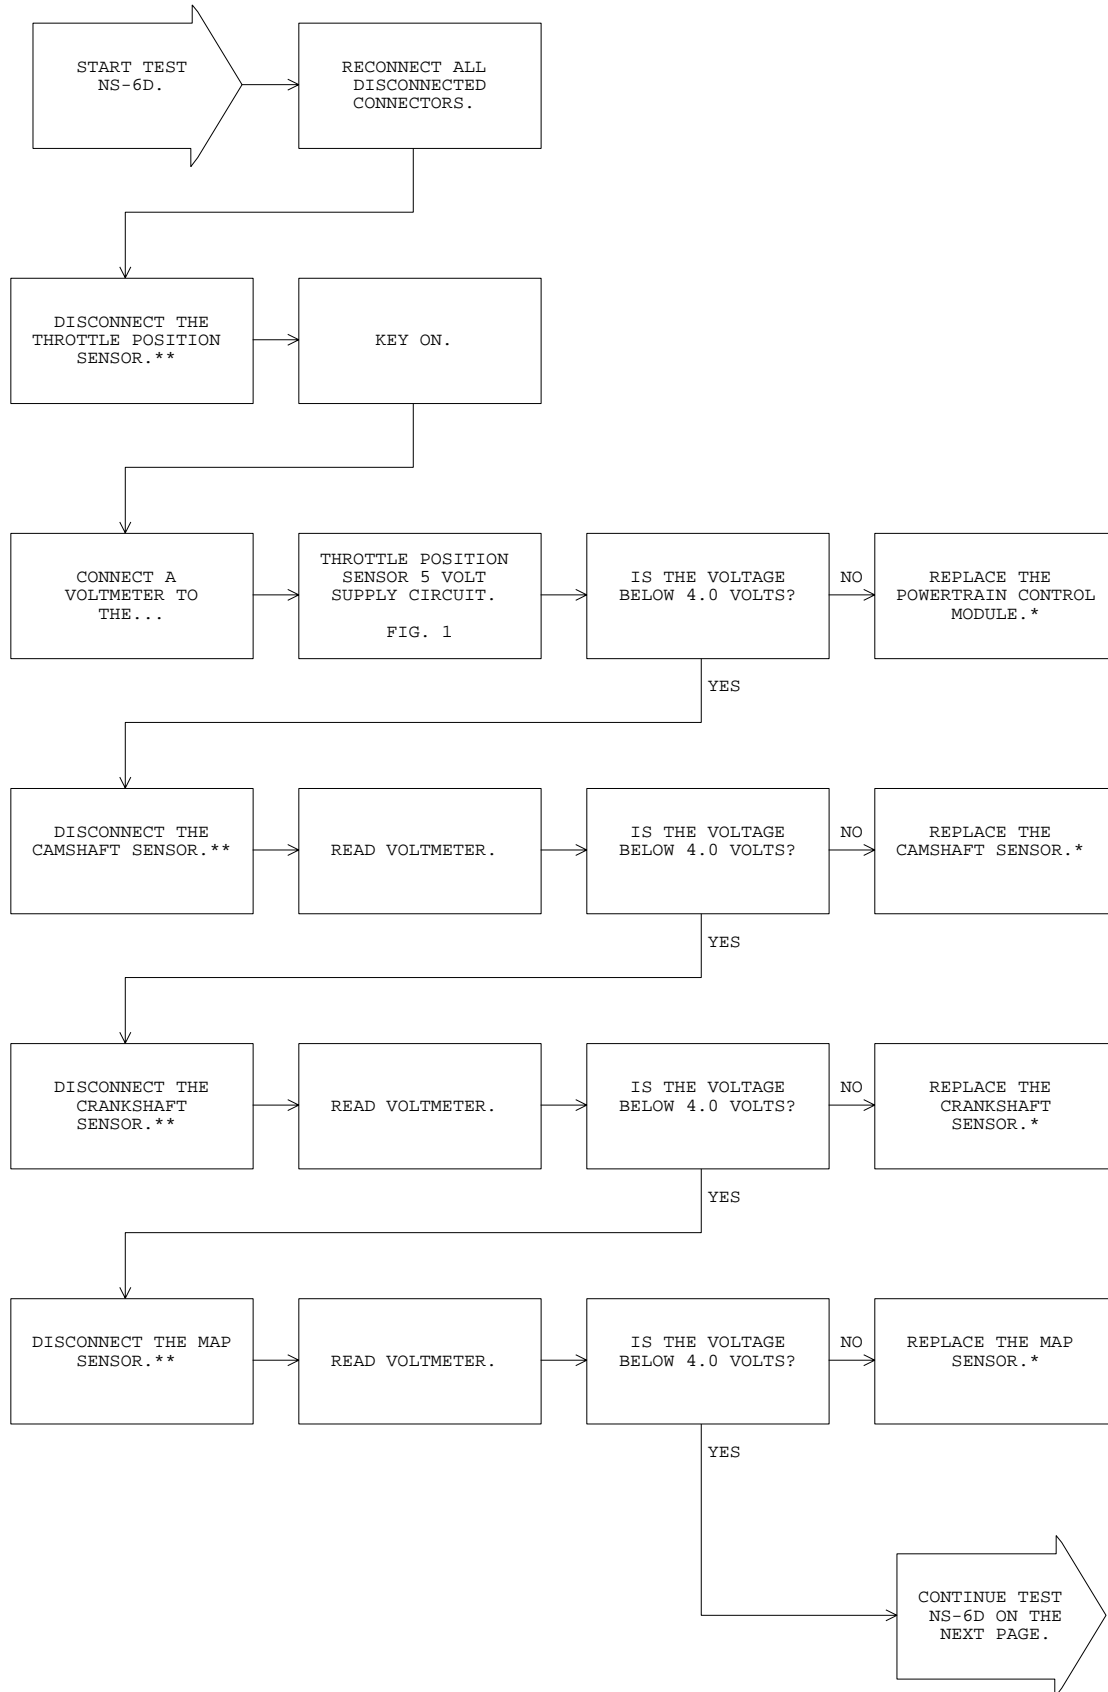 START TEST
NS-6D.
RECONNECT ALL
DISCONNECTED
CONNECTORS.
DISCONNECT THE
THROTTLE POSITION
SENSOR.**
KEY ON.
CONNECT A
VOLTMETER TO
THE...
THROTTLE POSITION
SENSOR 5 VOLT
SUPPLY CIRCUIT.
FIG. 1
IS THE VOLTAGE
BELOW 4.0 VOLTS?
NO
REPLACE THE
POWERTRAIN CONTROL
MODULE.*
YES
DISCONNECT THE
CAMSHAFT SENSOR.**
READ VOLTMETER.
IS THE VOLTAGE
BELOW 4.0 VOLTS?
NO
REPLACE THE
CAMSHAFT SENSOR.*
YES
DISCONNECT THE
CRANKSHAFT
SENSOR.**
READ VOLTMETER.
IS THE VOLTAGE
BELOW 4.0 VOLTS?
NO
REPLACE THE
CRANKSHAFT
SENSOR.*
YES
DISCONNECT THE MAP
SENSOR.**
READ VOLTMETER.
IS THE VOLTAGE
BELOW 4.0 VOLTS?
NO
REPLACE THE MAP
SENSOR.*
YES
CONTINUE TEST
NS-6D ON THE
NEXT PAGE.